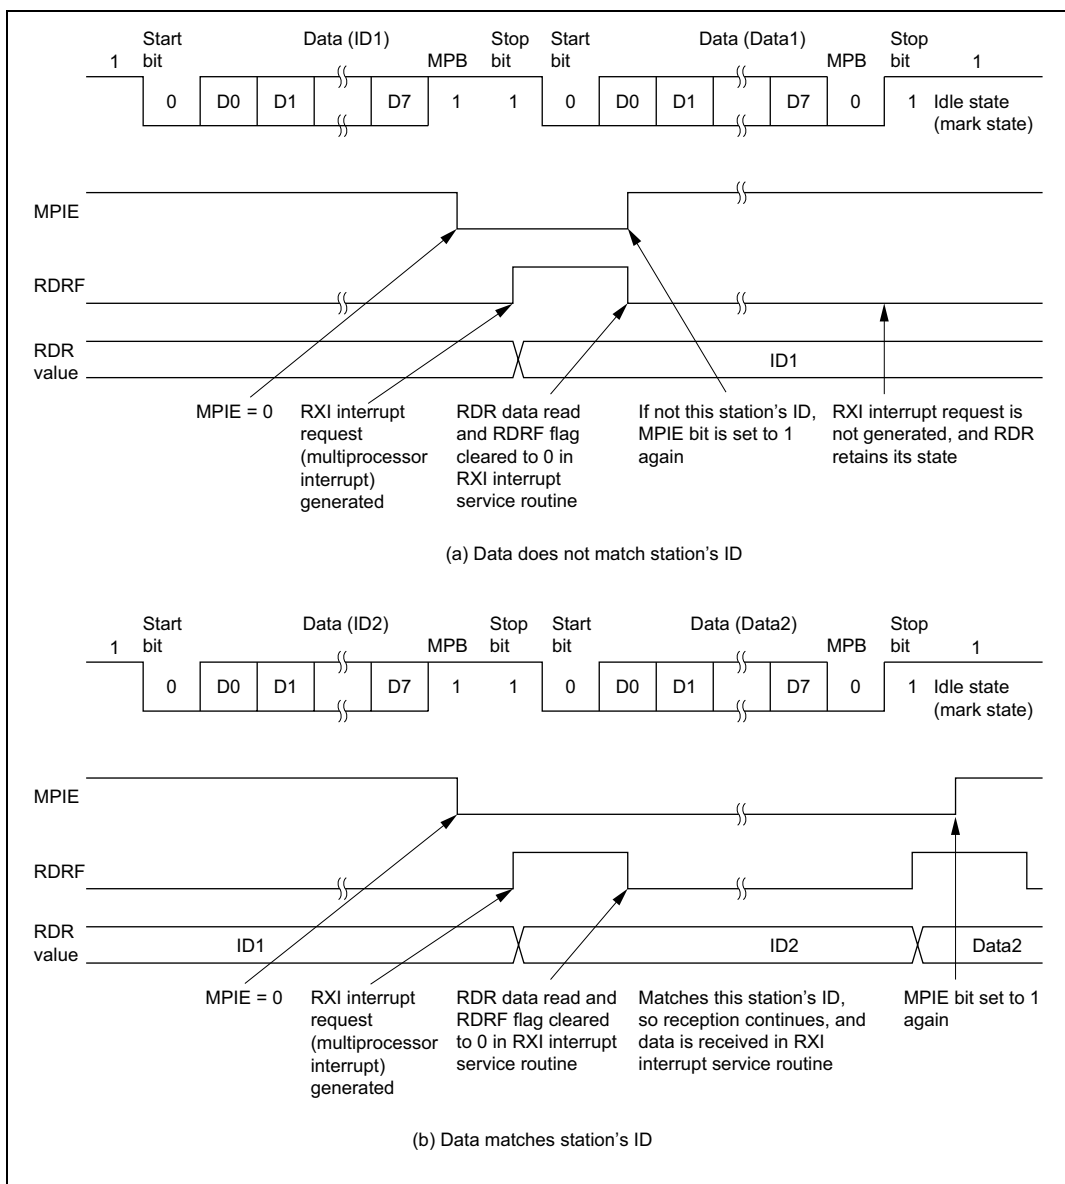 Start bit Data (ID1) Stop bit Start bit Data (Data1) Stop bit
1 MPB MPB 1
0 D0 D1 D7 1 1 0 D0 D1 D7 0 1 Idle state (mark state)
MPIE
RDRF
RDR value
ID1
MPIE = 0
RXI interrupt
request
(multiprocessor
interrupt)
generated
RDR data read
and RDRF flag
cleared to 0 in
RXI interrupt
service routine
If not this station's ID,
MPIE bit is set to 1
again
RXI interrupt request is
not generated, and RDR
retains its state
(a) Data does not match station's ID
Start bit Data (ID2) Stop bit Start bit Data (Data2) Stop bit
1 MPB MPB 1
0 D0 D1 D7 1 1 0 D0 D1 D7 0 1 Idle state (mark state)
MPIE
RDRF
RDR value
ID1 ID2 Data2
MPIE = 0
RXI interrupt
request
(multiprocessor
interrupt)
generated
RDR data read and
RDRF flag cleared
to 0 in RXI interrupt
service routine
Matches this station's ID,
so reception continues, and
data is received in RXI
interrupt service routine
MPIE bit set to 1
again
(b) Data matches station's ID